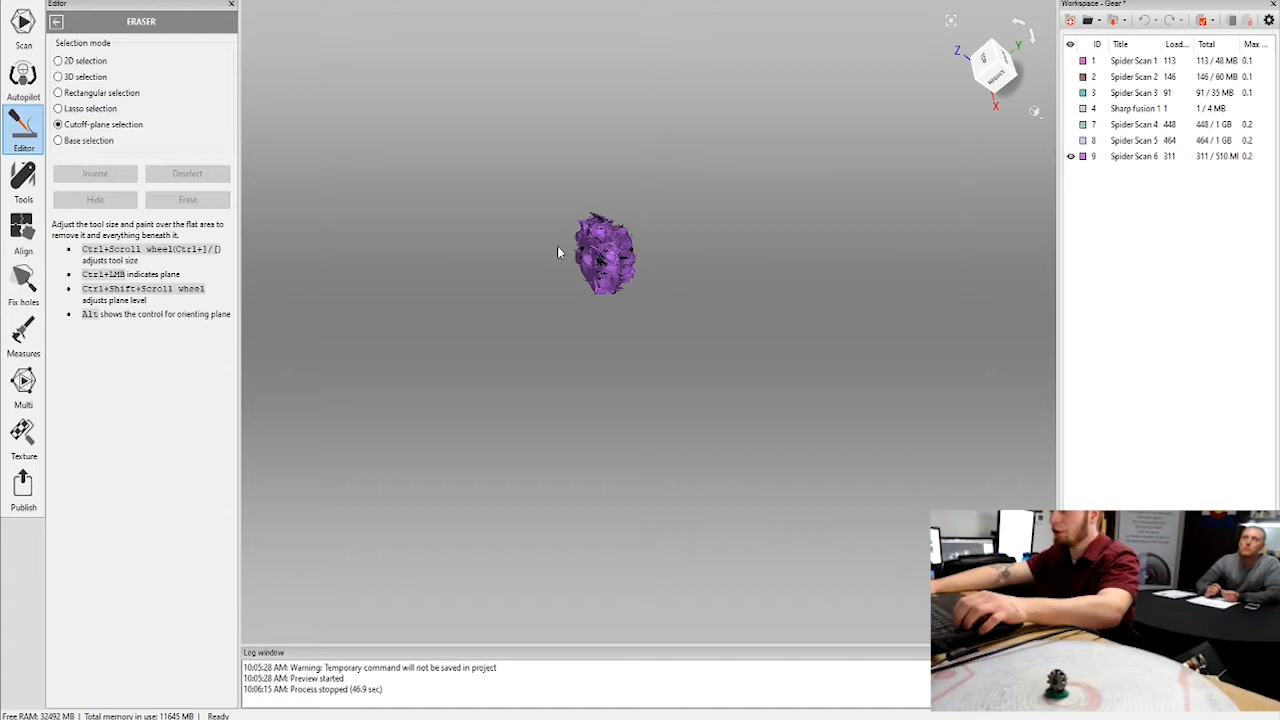 Editor
Workspace - Gear*
ERASER
Scan
Autopilot
Editor
Tools
Align
Fix holes
Measures
Multi
Texture
Publish
Selection mode
2D selection
3D selection
Rectangular selection
Lasso selection
Cutoff-plane selection
Base selection
Inverse
Deselect
Hide
Erase
Adjust the tool size and paint over the flat area to
remove it and everything beneath it.
Ctrl+Scroll wheel(Ctrl+]/[)
adjusts tool size
Ctrl+LMB indicates plane
Ctrl+Shift+Scroll wheel
adjusts plane level
Alt shows the control for orienting plane
Z
Y
X
TOP
RIGHT
ID Title Load... Total Max ...
1 Spider Scan 1 113 113 / 48 MB 0.1
2 Spider Scan 2 146 146 / 60 MB 0.1
3 Spider Scan 3 91 91 / 35 MB 0.1
4 Sharp fusion 1 1 1 / 4 MB
7 Spider Scan 4 448 448 / 1 GB 0.2
8 Spider Scan 5 464 464 / 1 GB 0.2
9 Spider Scan 6 311 311 / 510 MI 0.2
Log window
10:05:28 AM: Warning: Temporary command will not be saved in project
10:05:28 AM: Preview started
10:06:15 AM: Process stopped (46.9 sec)
Free RAM: 32492 MB | Total memory in use: 11645 MB Ready